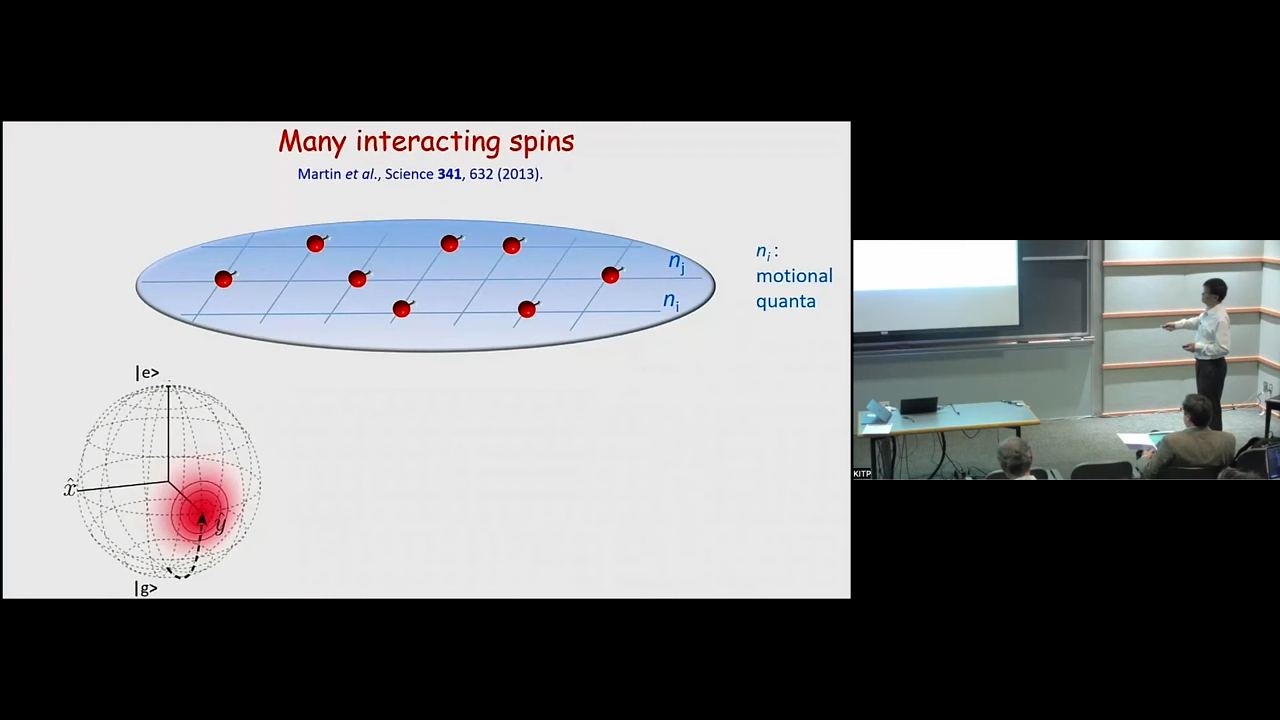 Many interacting spins
Martin et al., Science 341, 632 (2013).
n_j
n_i
n_i:
motional
quanta
|e>
x̂
ŷ
|g>
KITP